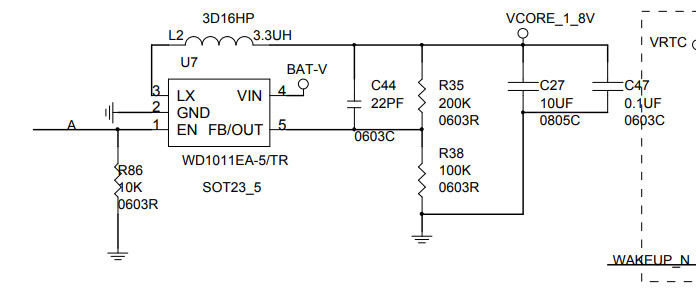 3D16HP
L2
3.3UH
VCORE_1_8V
VRTC
U7
BAT-V
3
LX
VIN
4
C44
22PF
0603C
R35
200K
0603R
C27
10UF
0805C
C47
0.1UF
0603C
2
GND
A
1
EN
FB/OUT
5
WD1011EA-5/TR
SOT23_5
R86
10K
0603R
R38
100K
0603R
WAKEUP_N